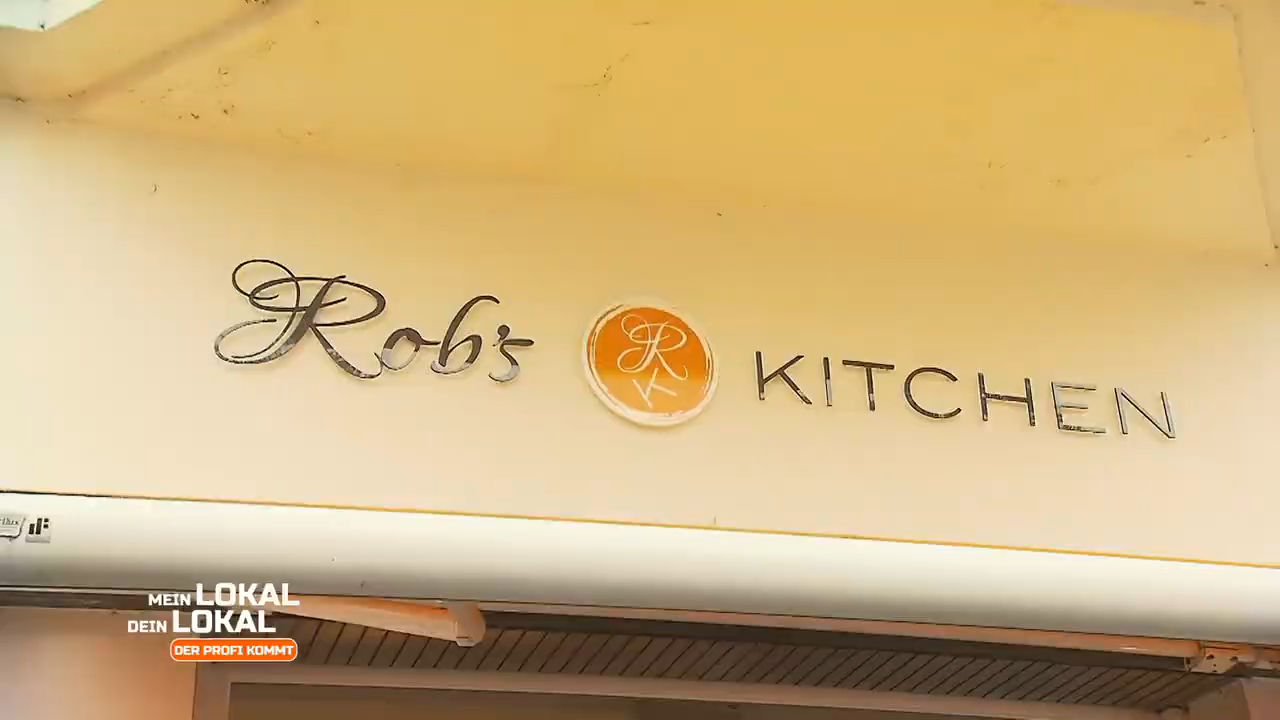 Rob's RK KITCHEN
MEIN LOKAL
DEIN LOKAL
DER PROFI KOMMT